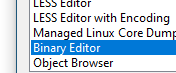 LESS Editor
LESS Editor with Encoding
Managed Linux Core Dump
Binary Editor
Object Browser